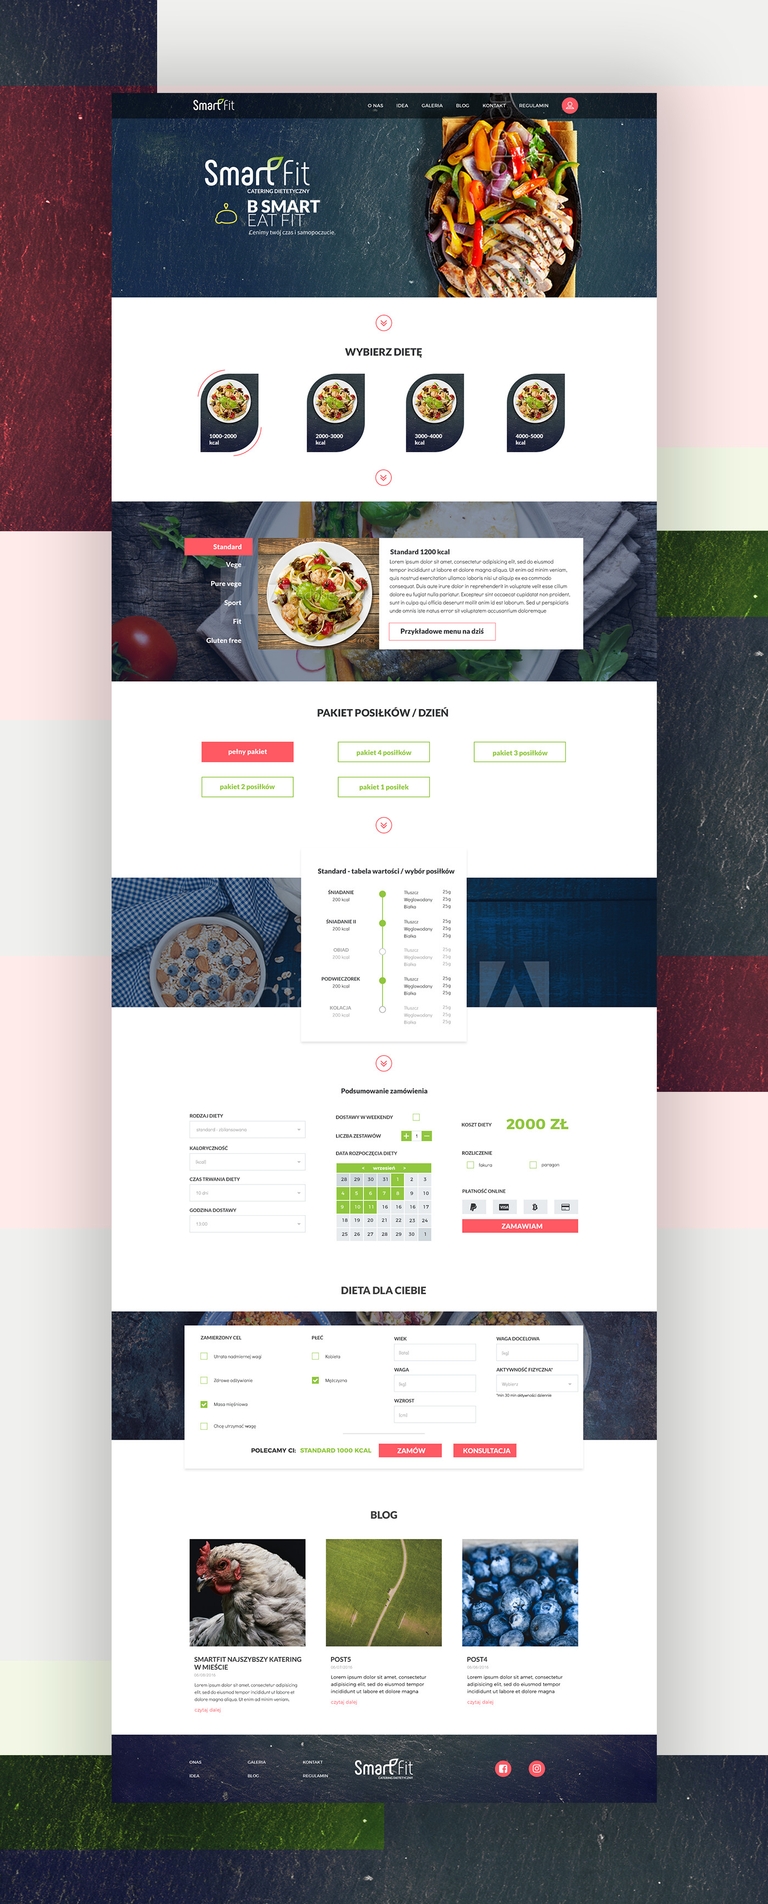 Smart Fit
O NAS IDEA GALERIA BLOG KONTAKT REGULAMIN
Smart Fit
CATERING DIETETYCZNY
B SMART
EAT FIT
Cenimy twój czas i samopoczucie.
WYBIERZ DIETĘ
1000-2000 kcal
2000-3000 kcal
3000-4000 kcal
4000-5000 kcal
Standard
Vege
Pure vege
Sport
Fit
Gluten free
Standard 1200 kcal
Lorem ipsum dolor sit amet, consectetur adipisicing elit, sed do eiusmod
tempor incididunt ut labore et dolore magna aliqua. Ut enim ad minim veniam,
quis nostrud exercitation ullamco laboris nisi ut aliquip ex ea commodo
consequat. Duis aute irure dolor in reprehenderit in voluptate velit esse cillum
dolore eu fugiat nulla pariatur. Excepteur sint occaecat cupidatat non proident,
sunt in culpa qui officia deserunt mollit anim id est laborum. Sed ut perspiciatis
unde omnis iste natus error sit voluptatem accusantium doloremque
Przykładowe menu na dziś
PAKIET POSIŁKÓW / DZIEŃ
pełny pakiet
pakiet 4 posiłków
pakiet 3 posiłków
pakiet 2 posiłków
pakiet 1 posiłek
Standard - tabela wartości / wybór posiłków
ŚNIADANIE
200 kcal
Tłuszcz 25g
Węglowodany 25g
Białka 25g
ŚNIADANIE II
200 kcal
Tłuszcz 25g
Węglowodany 25g
Białka 25g
OBIAD
200 kcal
Tłuszcz 25g
Węglowodany 25g
Białka 25g
PODWIECZOREK
200 kcal
Tłuszcz 25g
Węglowodany 25g
Białka 25g
KOLACJA
200 kcal
Tłuszcz 25g
Węglowodany 25g
Białka 25g
Podsumowanie zamówienia
RODZAJ DIETY
standard - zbilansowana
KALORYCZNOŚĆ
[kcal]
CZAS TRWANIA DIETY
10 dni
GODZINA DOSTAWY
13:00
DOSTAWY W WEEKENDY
LICZBA ZESTAWÓW + 1 −
DATA ROZPOCZĘCIA DIETY
< wrzesień >
28 29 30 31 1 2 3
4 5 6 7 8 9 10
9 10 11 14 15 16 17
18 19 20 21 22 23 24
25 26 27 28 29 30 1
KOSZT DIETY 2000 ZŁ
ROZLICZENIE
faktura
paragon
PŁATNOŚĆ ONLINE
VISA
ZAMAWIAM
DIETA DLA CIEBIE
ZAMIERZONY CEL
Utrata nadmiernej wagi
Zdrowe odżywianie
Masa mięśniowa
Chcę utrzymać wagę
PŁEĆ
Kobieta
Mężczyzna
WIEK
[lata]
WAGA
[kg]
WZROST
[cm]
WAGA DOCELOWA
[kg]
AKTYWNOŚĆ FIZYCZNA*
Wybierz
*min 30 min aktywności dziennie
POLECAMY CI: STANDARD 1000 KCAL
ZAMÓW
KONSULTACJA
BLOG
SMARTFIT NAJSZYBSZY KATERING
W MIEŚCIE
Lorem ipsum dolor sit amet, consectetur adipisicing
elit, sed do eiusmod tempor incididunt ut labore et
dolore magna aliqua. Ut enim ad minim veniam,
czytaj dalej
POST5
Lorem ipsum dolor sit amet, consectetur
adipisicing elit, sed do eiusmod tempor
incididunt ut labore et dolore magna
czytaj dalej
POST4
Lorem ipsum dolor sit amet, consectetur
adipisicing elit, sed do eiusmod tempor
incididunt ut labore et dolore magna
czytaj dalej
ONAS GALERIA KONTAKT
IDEA BLOG REGULAMIN
Smart Fit
CATERING DIETETYCZNY